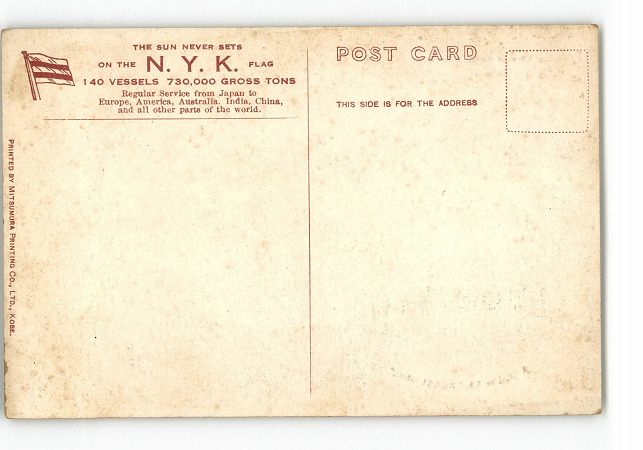 THE SUN NEVER SETS
ON THE N. Y. K. FLAG
140 VESSELS 730,000 GROSS TONS
Regular Service from Japan to
Europe, America, Australia, India, China,
and all other parts of the world.
POST CARD
THIS SIDE IS FOR THE ADDRESS
PRINTED BY MITSUMURA PRINTING CO., LTD., KOBE.